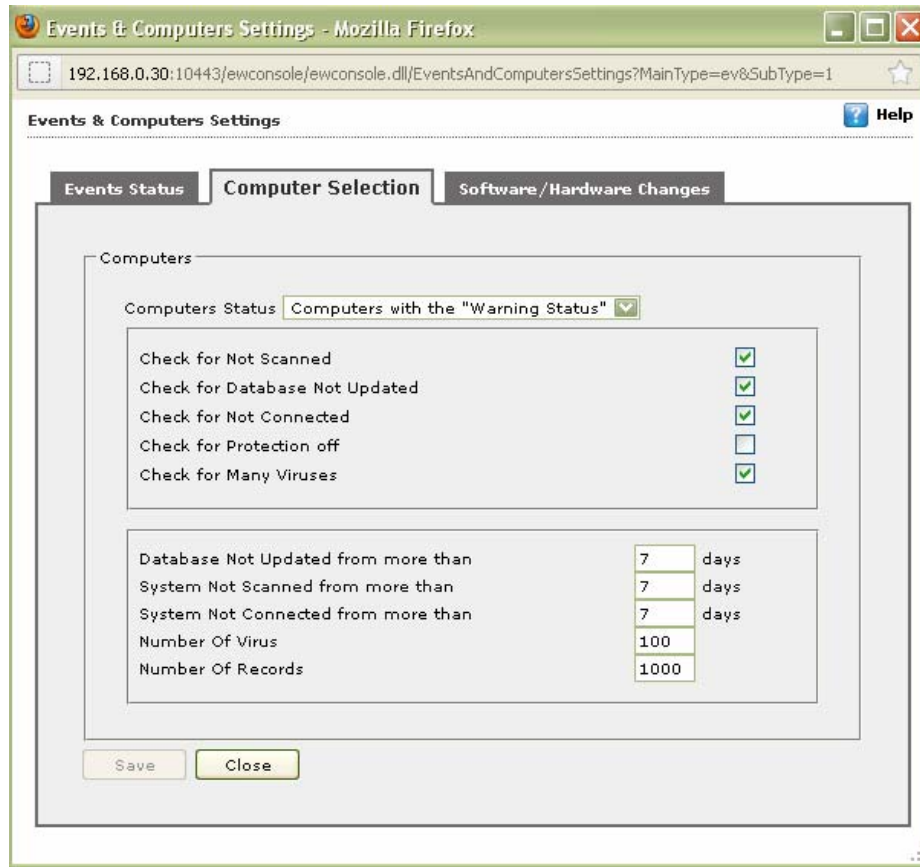 Events & Computers Settings - Mozilla Firefox
192.168.0.30:10443/ewconsole/ewconsole.dll/EventsAndComputersSettings?MainType=ev&SubType=1
Events & Computers Settings
? Help
Events Status Computer Selection Software/Hardware Changes
Computers
Computers Status Computers with the "Warning Status"
Check for Not Scanned
Check for Database Not Updated
Check for Not Connected
Check for Protection off
Check for Many Viruses
Database Not Updated from more than 7 days
System Not Scanned from more than 7 days
System Not Connected from more than 7 days
Number Of Virus 100
Number Of Records 1000
Save Close